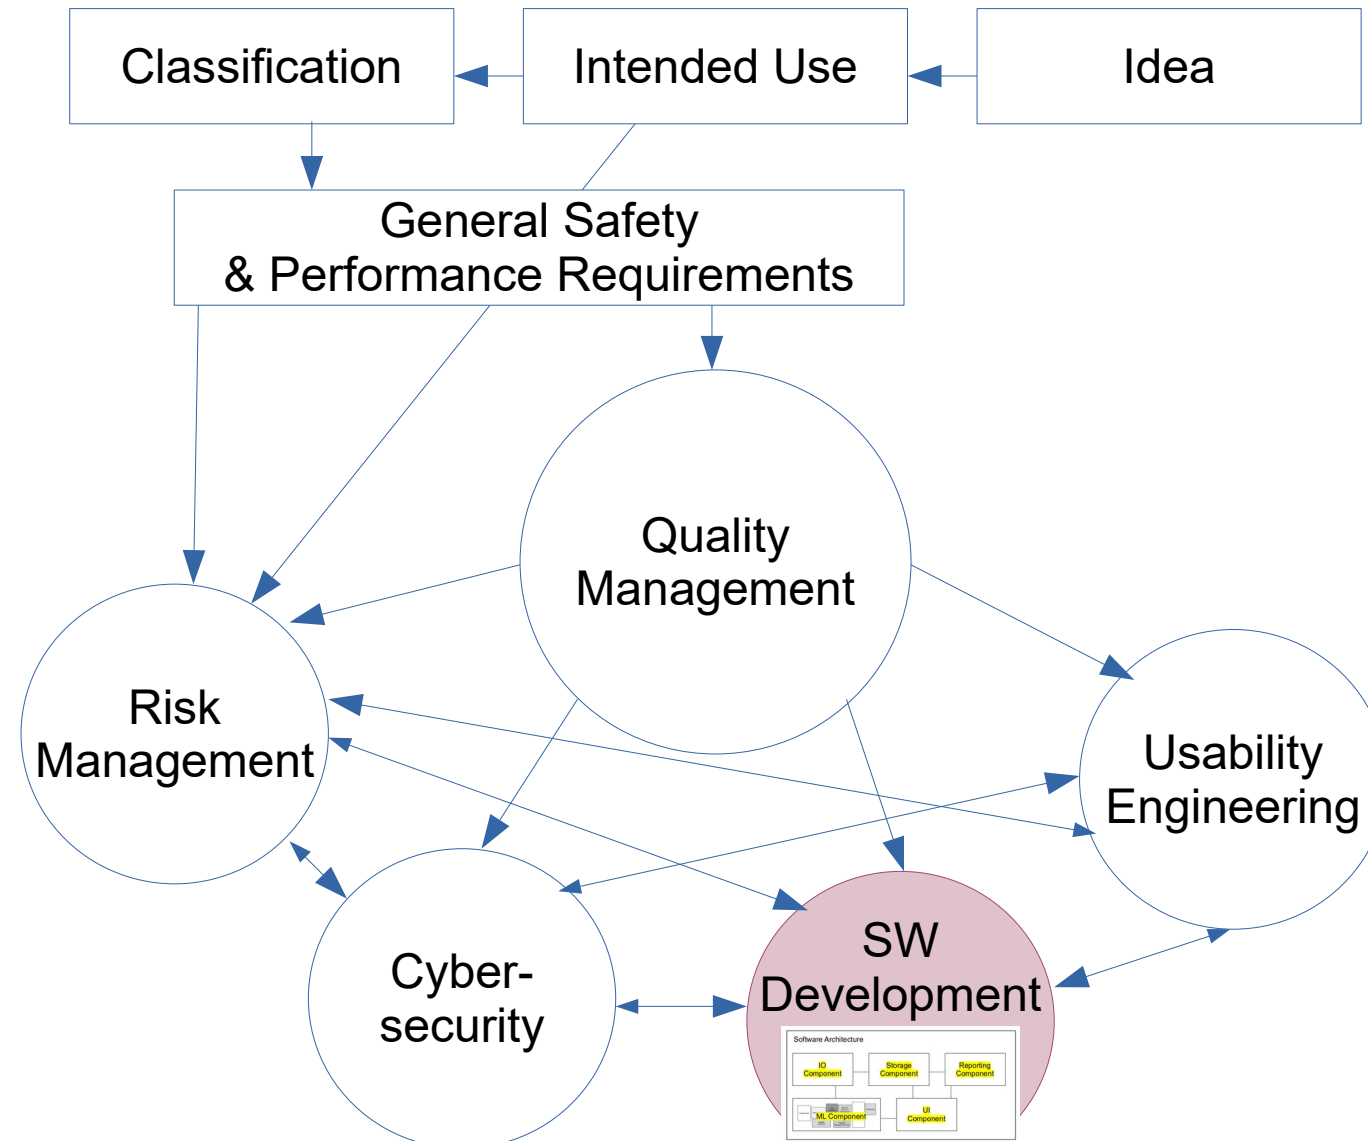 Classification
Intended Use
Idea
General Safety
& Performance Requirements
Quality
Management
Risk
Management
Usability
Engineering
Cyber-
security
SW
Development
Software Architecture
IO
Component
Storage
Component
Reporting
Component
ML Component
UI
Component